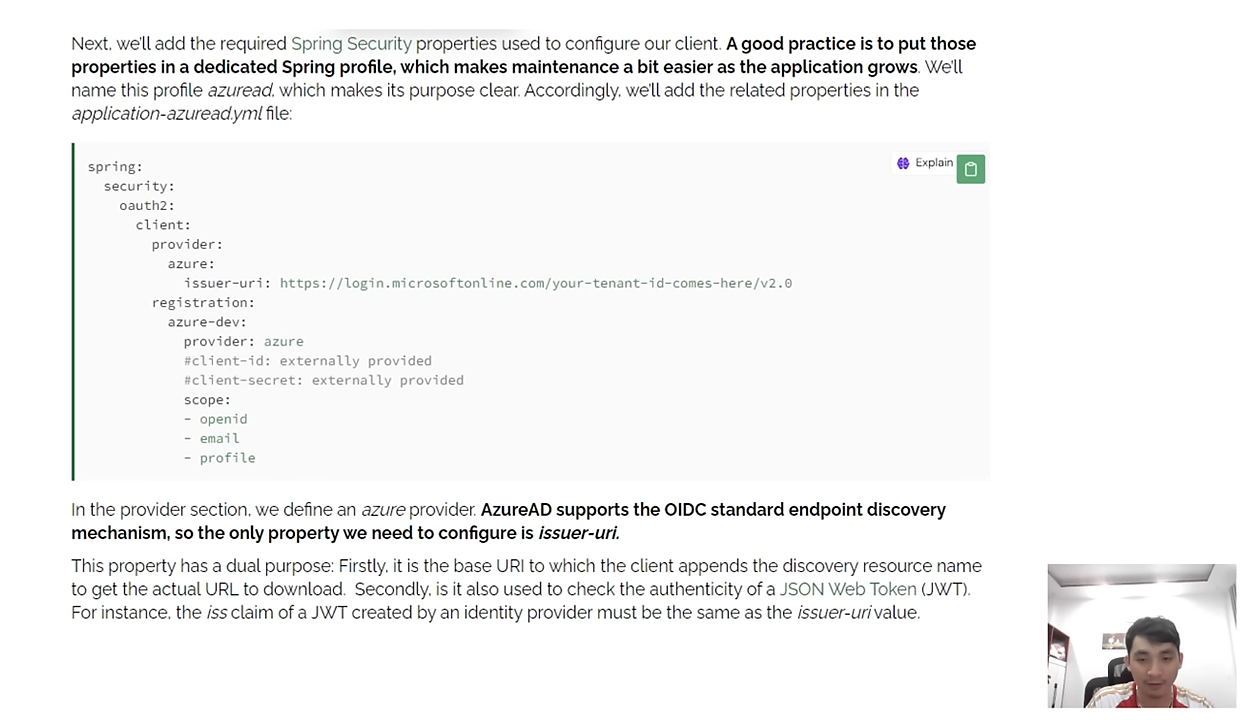 Next, we'll add the required Spring Security properties used to configure our client. A good practice is to put those
properties in a dedicated Spring profile, which makes maintenance a bit easier as the application grows. We'll
name this profile azuread, which makes its purpose clear. Accordingly, we'll add the related properties in the
application-azuread.yml file:
Explain
spring:
  security:
    oauth2:
      client:
        provider:
          azure:
            issuer-uri: https://login.microsoftonline.com/your-tenant-id-comes-here/v2.0
        registration:
          azure-dev:
            provider: azure
            #client-id: externally provided
            #client-secret: externally provided
            scope:
            - openid
            - email
            - profile
In the provider section, we define an azure provider. AzureAD supports the OIDC standard endpoint discovery
mechanism, so the only property we need to configure is issuer-uri.
This property has a dual purpose: Firstly, it is the base URI to which the client appends the discovery resource name
to get the actual URL to download.  Secondly, is it also used to check the authenticity of a JSON Web Token (JWT).
For instance, the iss claim of a JWT created by an identity provider must be the same as the issuer-uri value.